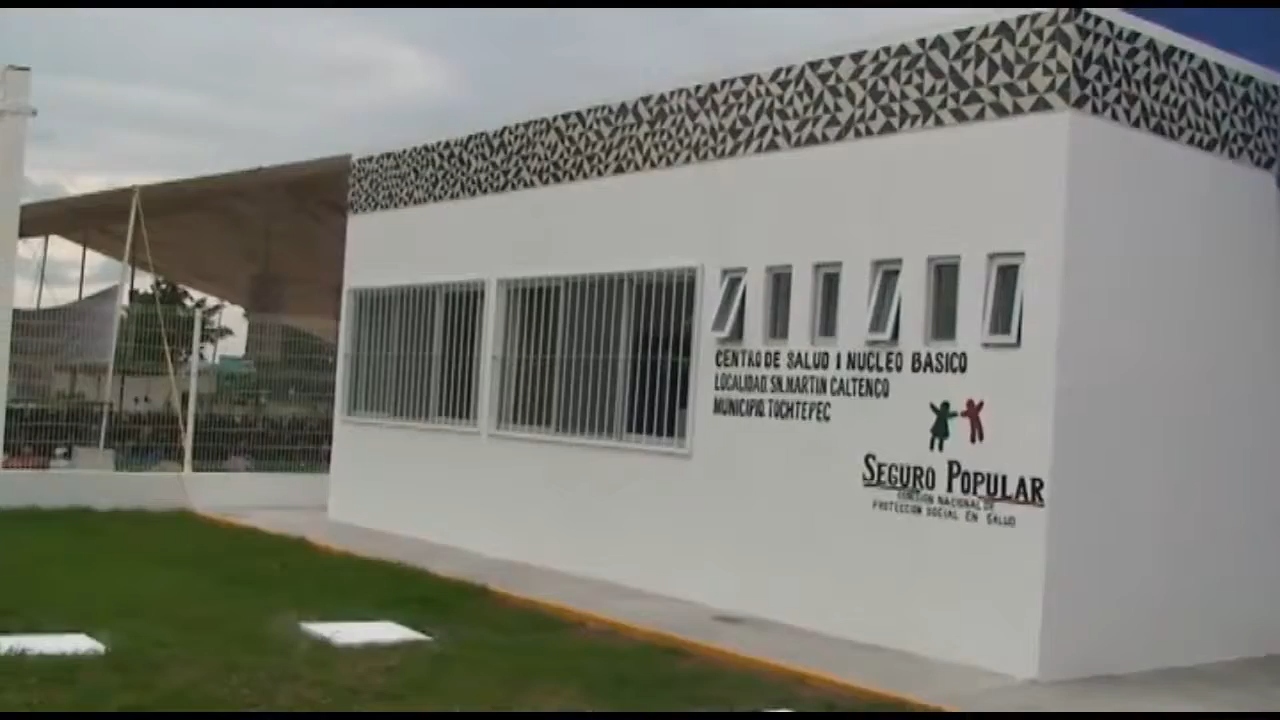 CENTRO DE SALUD 1 NUCLEO BASICO
LOCALIDAD. SN. MARTIN CALTENCO
MUNICIPIO. TOCHTEPEC
SEGURO POPULAR
COMISION NACIONAL DE
PROTECCION SOCIAL EN SALUD